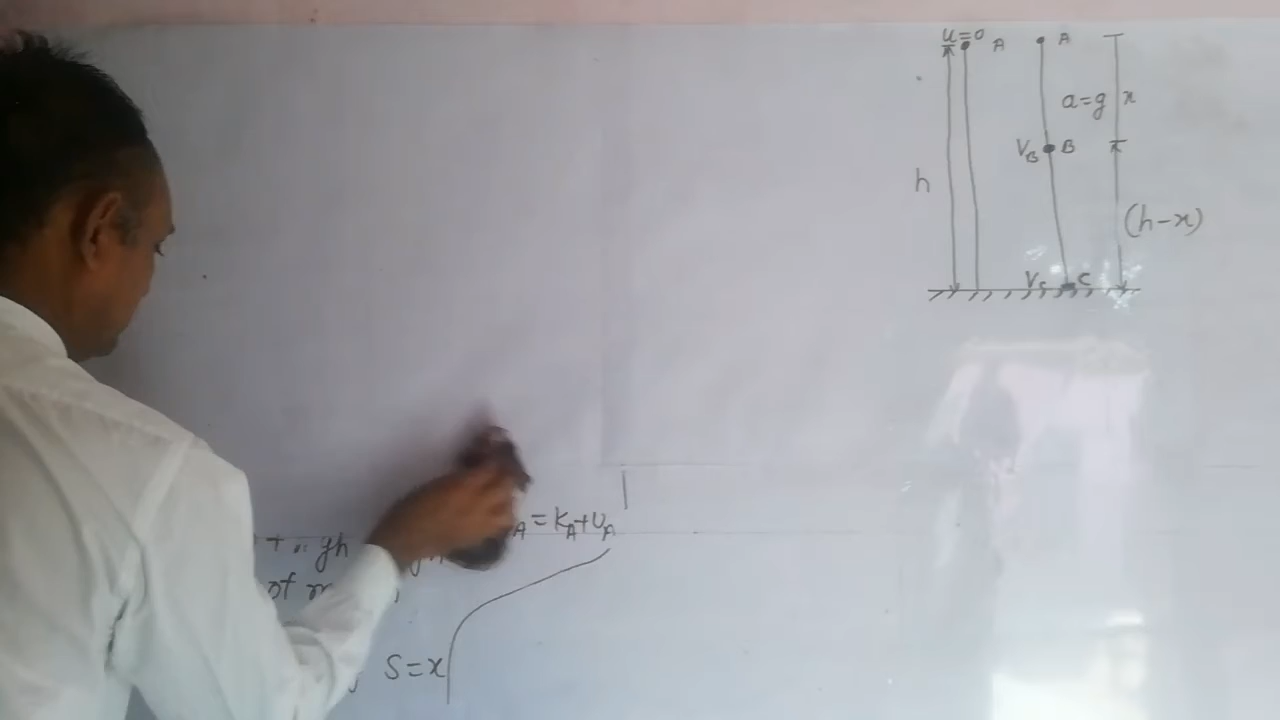 u=0 A A
a=g x
V_B B
h
(h-x)
V_C C
A = K_A+U_A
+ gh
of
S=x